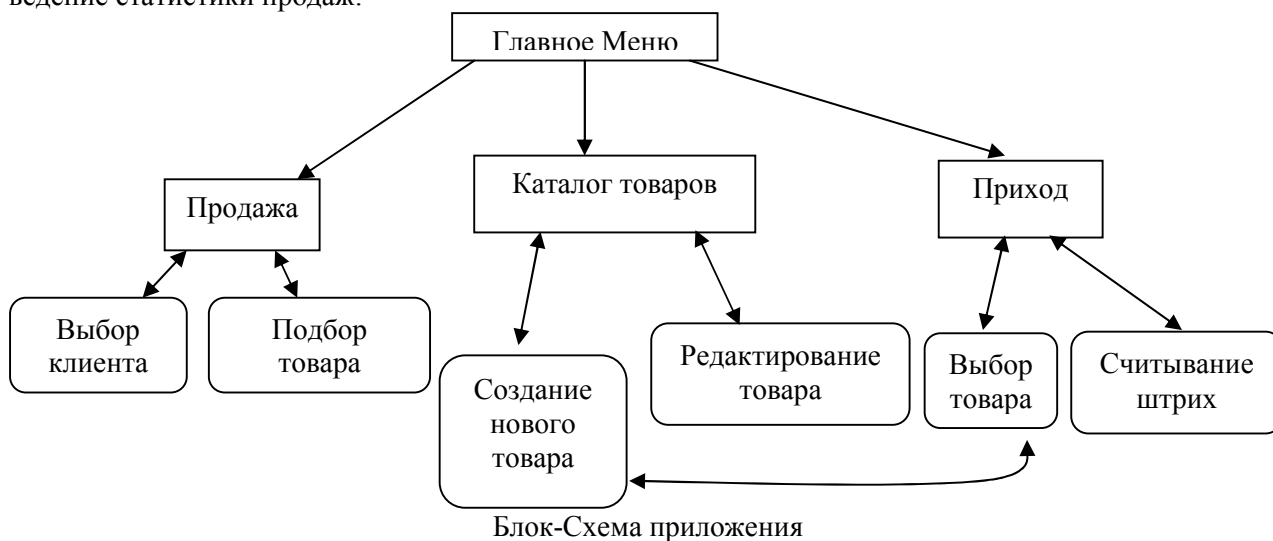 ведение статистики продаж.
Главное Меню
Продажа
Каталог товаров
Приход
Выбор
клиента
Подбор
товара
Создание
нового
товара
Редактирование
товара
Выбор
товара
Считывание
штрих
Блок-Схема приложения